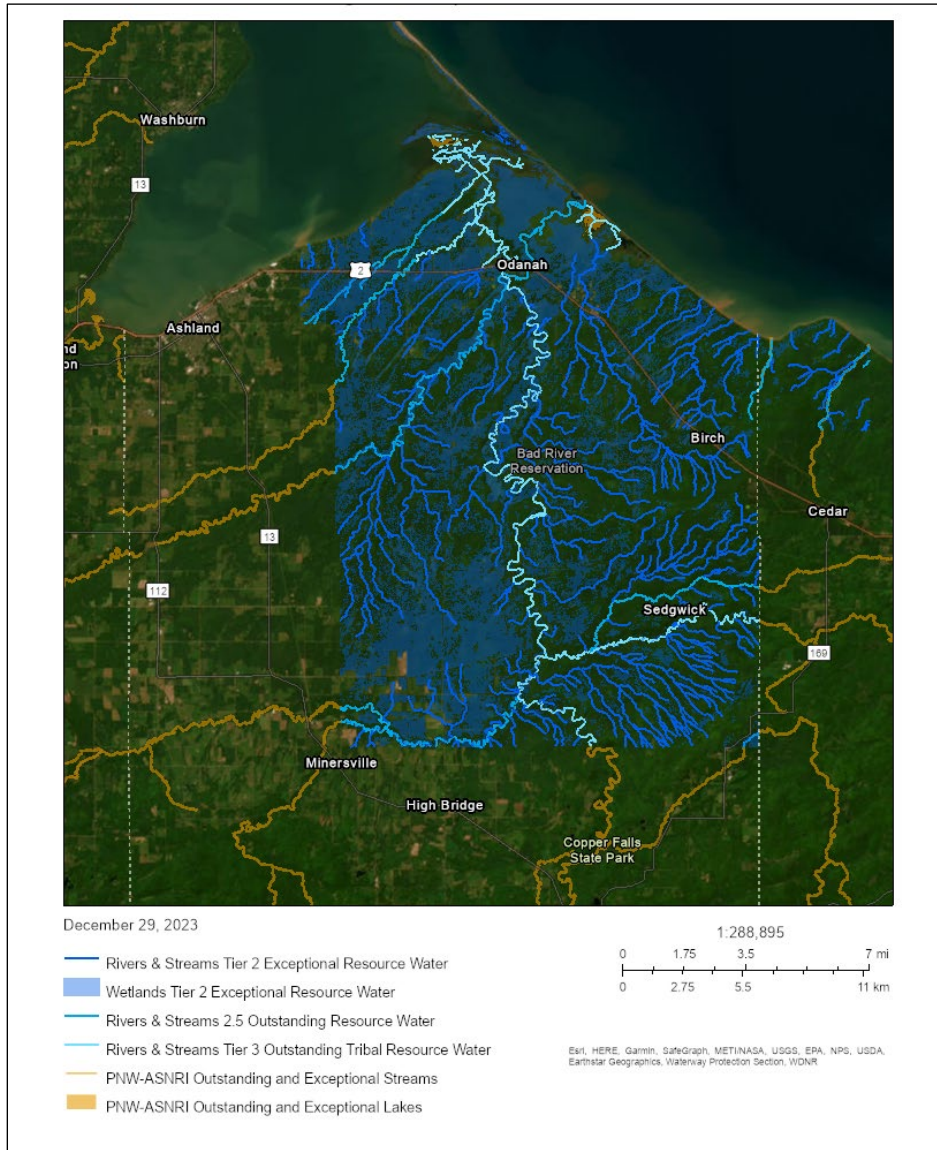 Washburn
13
2
Odanah
Ashland
Birch
Bad River
Reservation
Cedar
13
112
Sedgwick
169
Minersville
High Bridge
Copper Falls
State Park
December 29, 2023
1:288,895
0 1.75 3.5 7 mi
0 2.75 5.5 11 km
Rivers & Streams Tier 2 Exceptional Resource Water
Wetlands Tier 2 Exceptional Resource Water
Rivers & Streams 2.5 Outstanding Resource Water
Rivers & Streams Tier 3 Outstanding Tribal Resource Water
PNW-ASNRI Outstanding and Exceptional Streams
PNW-ASNRI Outstanding and Exceptional Lakes
Esri, HERE, Garmin, SafeGraph, METI/NASA, USGS, EPA, NPS, USDA,
Earthstar Geographics, Waterway Protection Section, WDNR